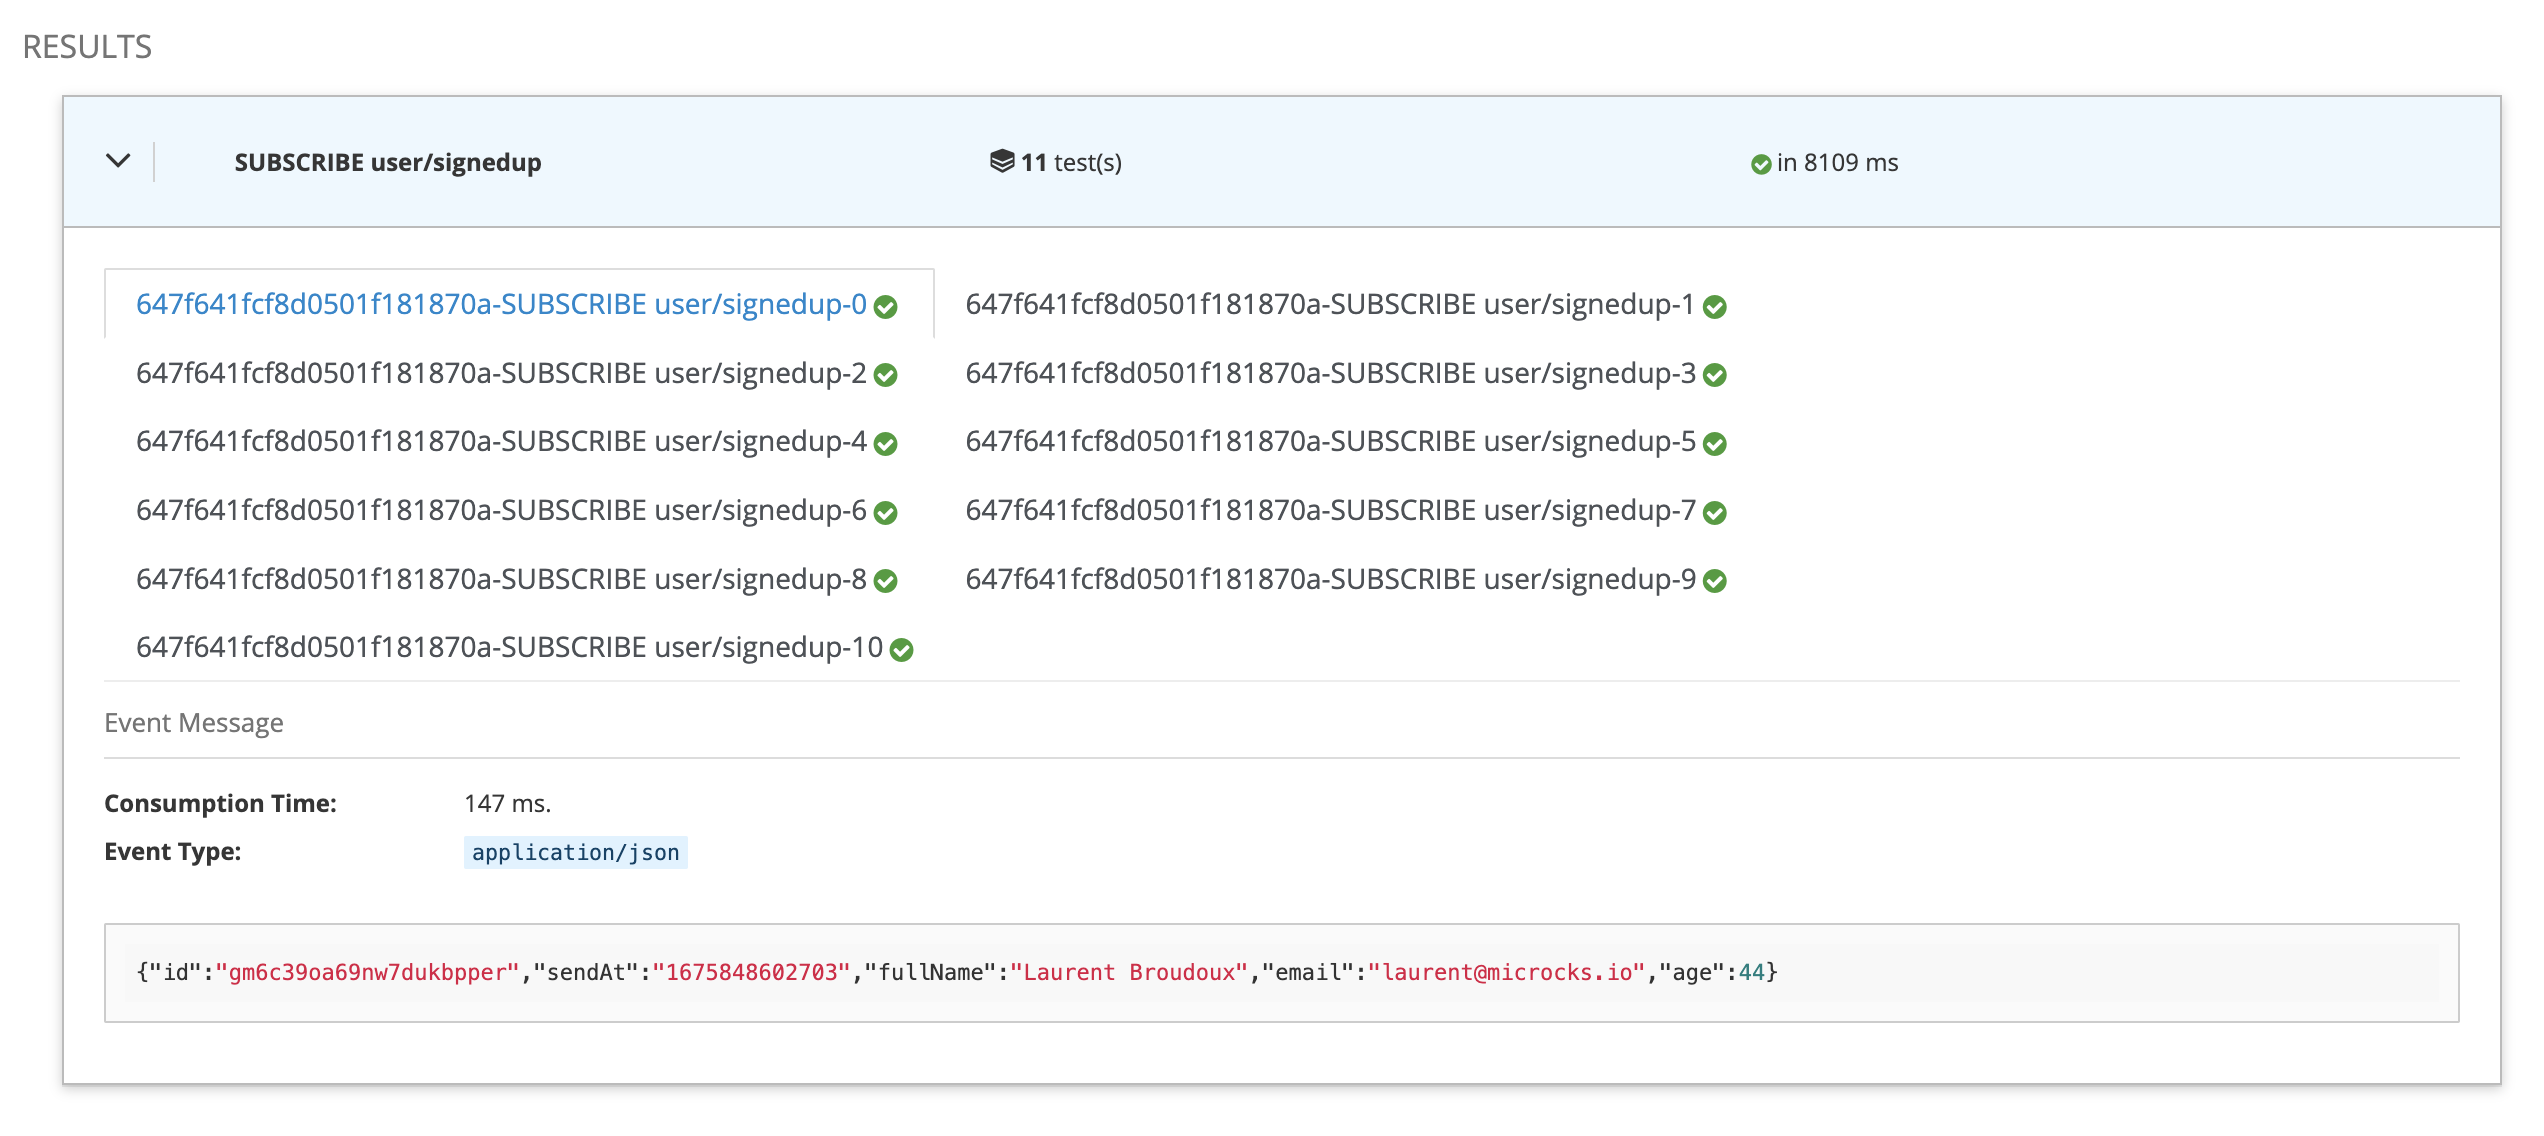 RESULTS
SUBSCRIBE user/signedup 11 test(s) in 8109 ms
647f641fcf8d0501f181870a-SUBSCRIBE user/signedup-0 647f641fcf8d0501f181870a-SUBSCRIBE user/signedup-1
647f641fcf8d0501f181870a-SUBSCRIBE user/signedup-2 647f641fcf8d0501f181870a-SUBSCRIBE user/signedup-3
647f641fcf8d0501f181870a-SUBSCRIBE user/signedup-4 647f641fcf8d0501f181870a-SUBSCRIBE user/signedup-5
647f641fcf8d0501f181870a-SUBSCRIBE user/signedup-6 647f641fcf8d0501f181870a-SUBSCRIBE user/signedup-7
647f641fcf8d0501f181870a-SUBSCRIBE user/signedup-8 647f641fcf8d0501f181870a-SUBSCRIBE user/signedup-9
647f641fcf8d0501f181870a-SUBSCRIBE user/signedup-10
Event Message
Consumption Time: 147 ms.
Event Type: application/json
{"id":"gm6c39oa69nw7dukbpper","sendAt":"1675848602703","fullName":"Laurent Broudoux","email":"laurent@microcks.io","age":44}